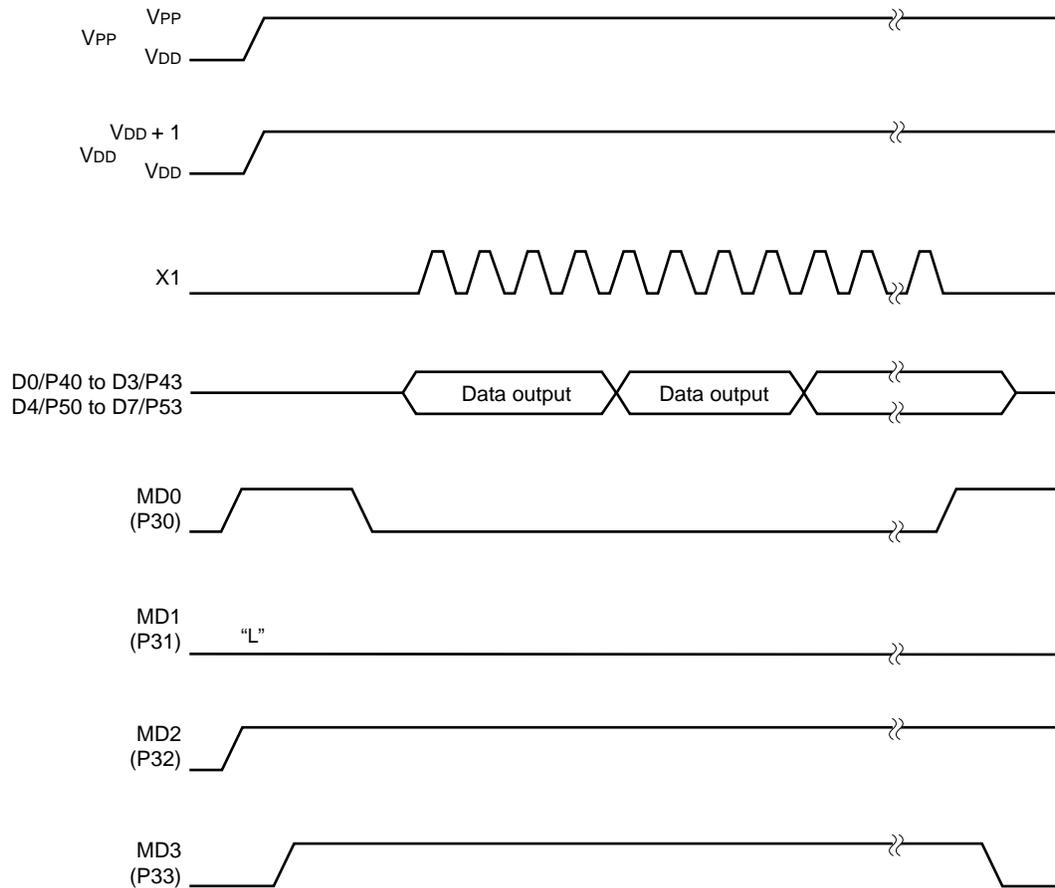 VPP
VPP
VDD
VDD + 1
VDD
VDD
X1
D0/P40 to D3/P43
D4/P50 to D7/P53
Data output
Data output
MD0
(P30)
MD1
(P31)
“L”
MD2
(P32)
MD3
(P33)